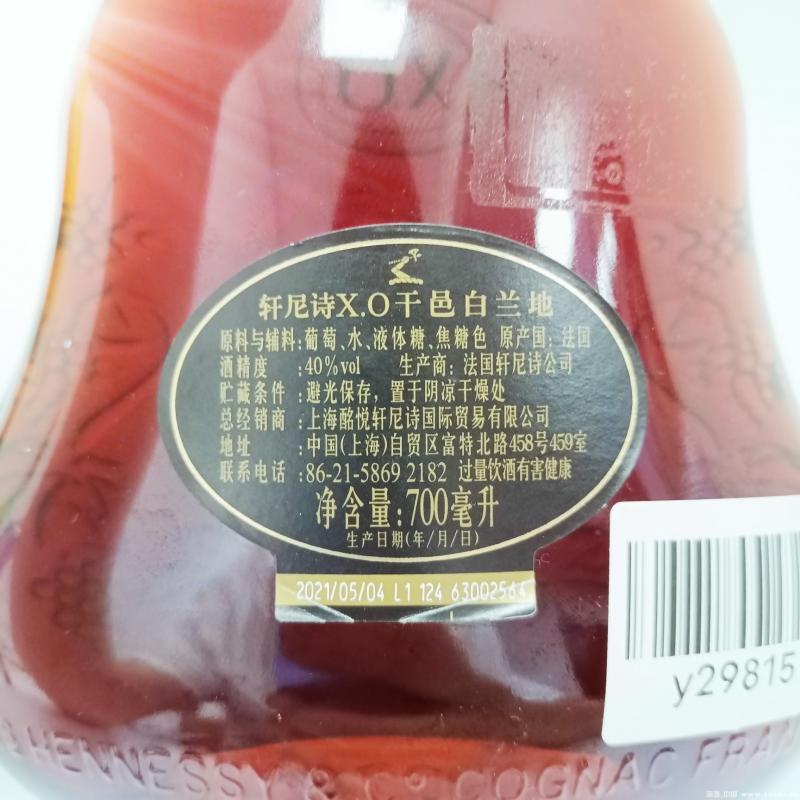 XO
轩尼诗X.O干邑白兰地
原料与辅料:葡萄、水、液体糖、焦糖色 原产国:法国
酒精度 :40%vol 生产商:法国轩尼诗公司
贮藏条件 :避光保存,置于阴凉干燥处
总经销商 :上海酩悦轩尼诗国际贸易有限公司
地址 :中国(上海)自贸区富特北路458号459室
联系电话 :86-21-5869 2182 过量饮酒有害健康
净含量:700毫升
生产日期(年/月/日)
2021/05/04 L1 124 63002564
y29815
HENNESSY & Cº COGNAC FRAN